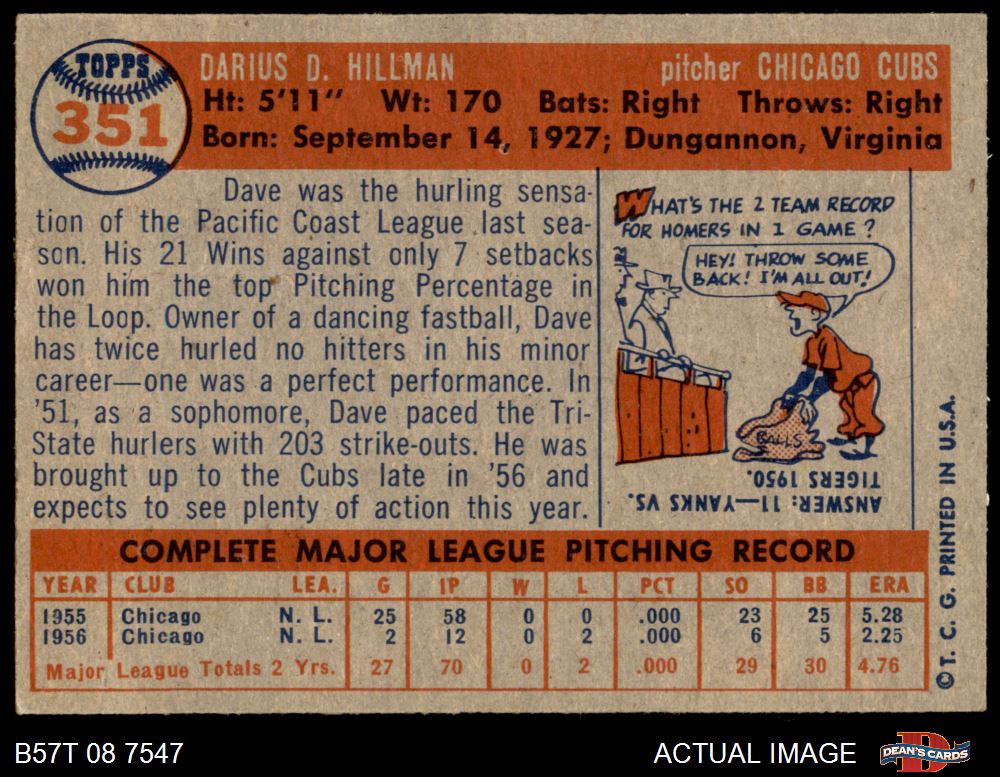 TOPPS
351
DARIUS D. HILLMAN pitcher CHICAGO CUBS
Ht: 5'11" Wt: 170 Bats: Right Throws: Right
Born: September 14, 1927; Dungannon, Virginia
Dave was the hurling sensa-
tion of the Pacific Coast League last sea-
son. His 21 Wins against only 7 setbacks
won him the top Pitching Percentage in
the Loop. Owner of a dancing fastball, Dave
has twice hurled no hitters in his minor
career—one was a perfect performance. In
'51, as a sophomore, Dave paced the Tri-
State hurlers with 203 strike-outs. He was
brought up to the Cubs late in '56 and
expects to see plenty of action this year.
WHAT'S THE 2 TEAM RECORD
FOR HOMERS IN 1 GAME?
HEY! THROW SOME
BACK! I'M ALL OUT!
BALLS
ANSWER: 11—YANKS VS.
TIGERS 1950.
COMPLETE MAJOR LEAGUE PITCHING RECORD
YEAR CLUB LEA. G IP W L PCT SO BB ERA
1955 Chicago N. L. 25 58 0 0 .000 23 25 5.28
1956 Chicago N. L. 2 12 0 2 .000 6 5 2.25
Major League Totals 2 Yrs. 27 70 0 2 .000 29 30 4.76
©T. C. G. PRINTED IN U.S.A.
B57T 08 7547 ACTUAL IMAGE
D
DEAN'S CARDS